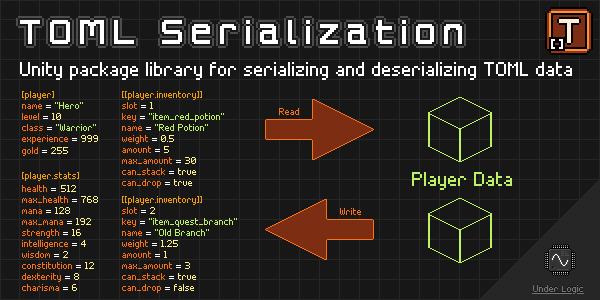 TOML Serialization
[T]
Unity package library for serializing and deserializing TOML data
[player]
name = "Hero"
level = 10
class = "Warrior"
experience = 999
gold = 255
[player.stats]
health = 512
max_health = 768
mana = 128
max_mana = 192
strength = 16
intelligence = 4
wisdom = 2
constitution = 12
dexterity = 8
charisma = 6
[[player.inventory]]
slot = 1
key = "item_red_potion"
name = "Red Potion"
weight = 0.5
amount = 5
max_amount = 30
can_stack = true
can_drop = true
[[player.inventory]]
slot = 2
key = "item_quest_branch"
name = "Old Branch"
weight = 1.25
amount = 1
max_amount = 3
can_stack = true
can_drop = false
Read
Player Data
Write
Under Logic